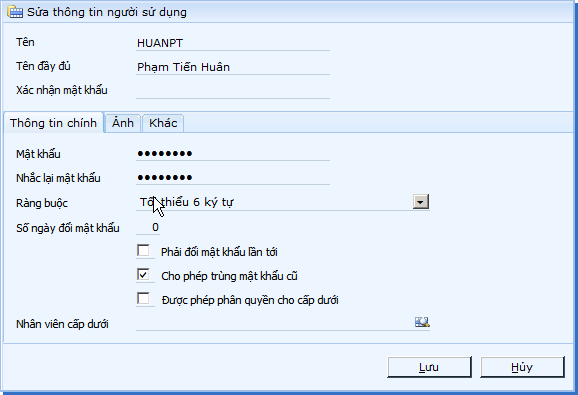 Sửa thông tin người sử dụng
Tên HUANPT
Tên đầy đủ Phạm Tiến Huân
Xác nhận mật khẩu
Thông tin chính Ảnh Khác
Mật khẩu ●●●●●●●●
Nhắc lại mật khẩu ●●●●●●●●
Ràng buộc Tối thiểu 6 ký tự
Số ngày đổi mật khẩu 0
Phải đổi mật khẩu lần tới
Cho phép trùng mật khẩu cũ
Được phép phân quyền cho cấp dưới
Nhân viên cấp dưới
Lưu Hủy